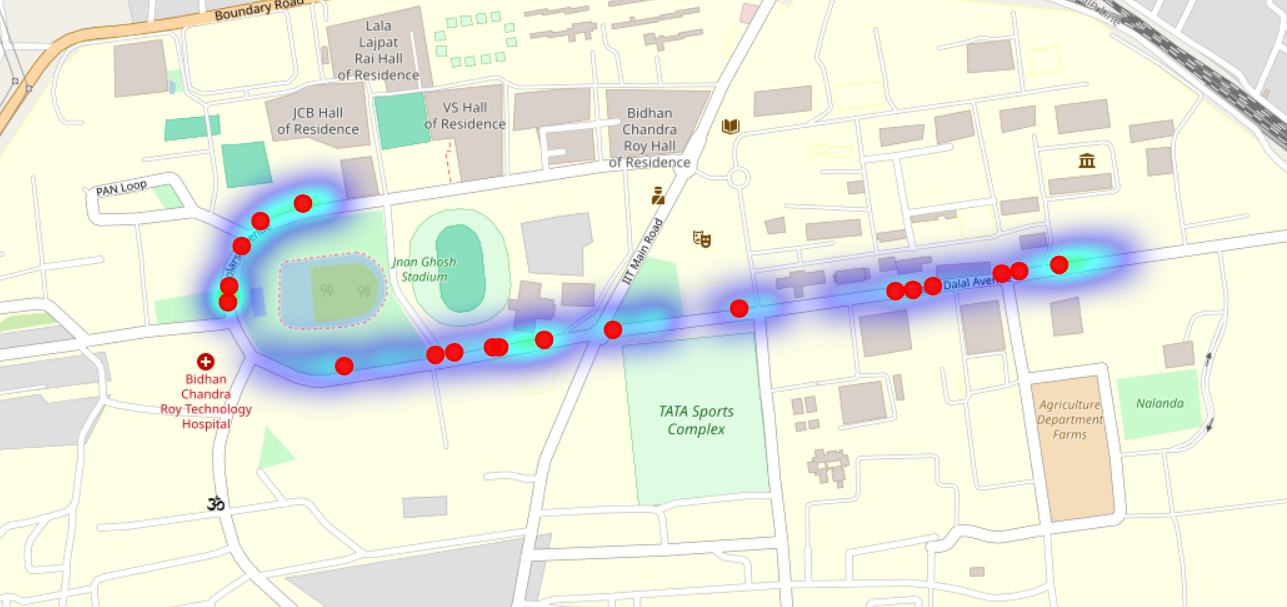 Boundary Road
Lala
Lajpat
Rai Hall
of Residence
JCB Hall
of Residence
VS Hall
of Residence
Bidhan
Chandra
Roy Hall
of Residence
PAN Loop
Jnan Ghosh
Stadium
IIT Main Road
Dalal Avenue
Bidhan
Chandra
Roy Technology
Hospital
TATA Sports
Complex
Agriculture
Department
Farms
Nalanda
ॐ